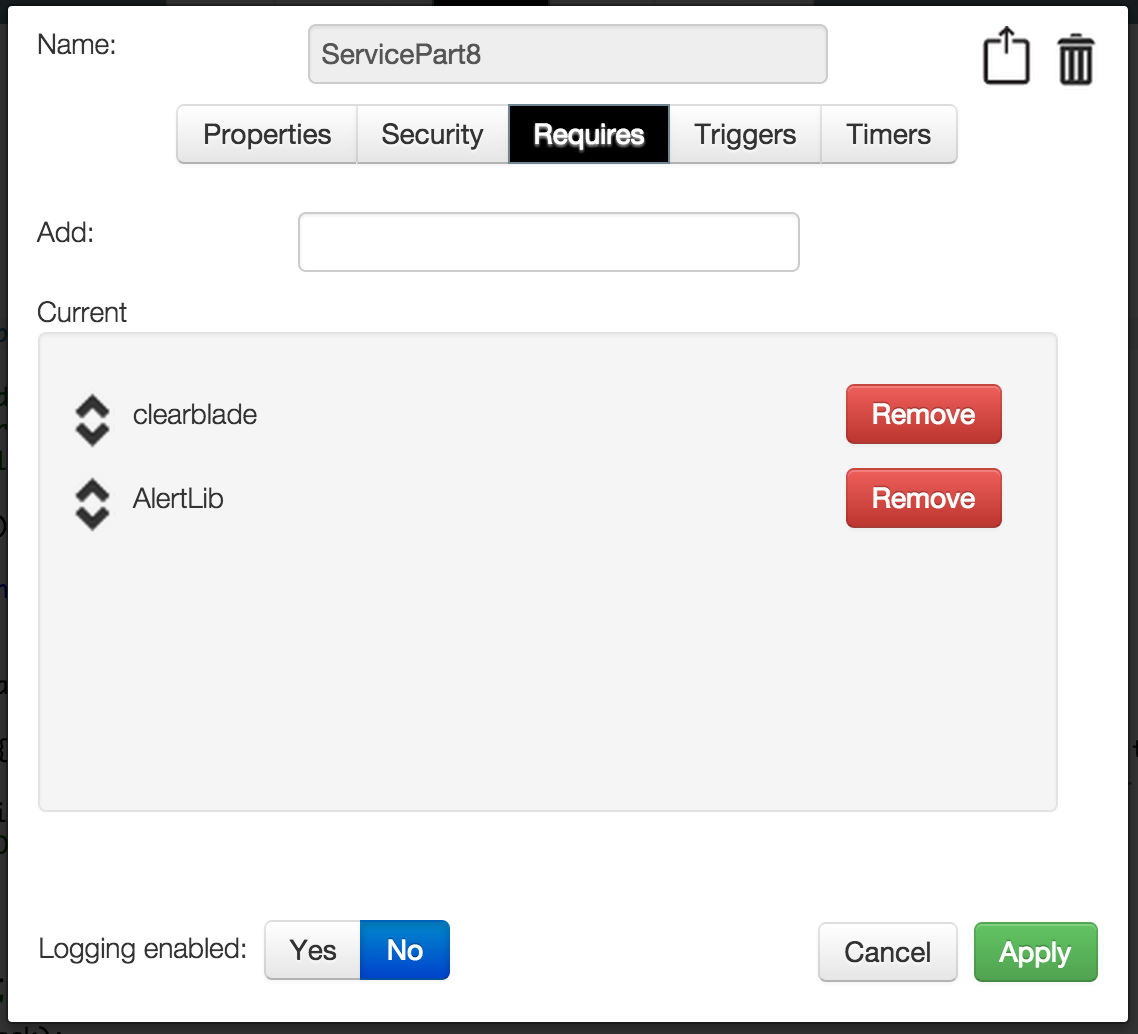 Name:
ServicePart8
Properties Security Requires Triggers Timers
Add:
Current
clearblade Remove
AlertLib Remove
Logging enabled: Yes No Cancel Apply